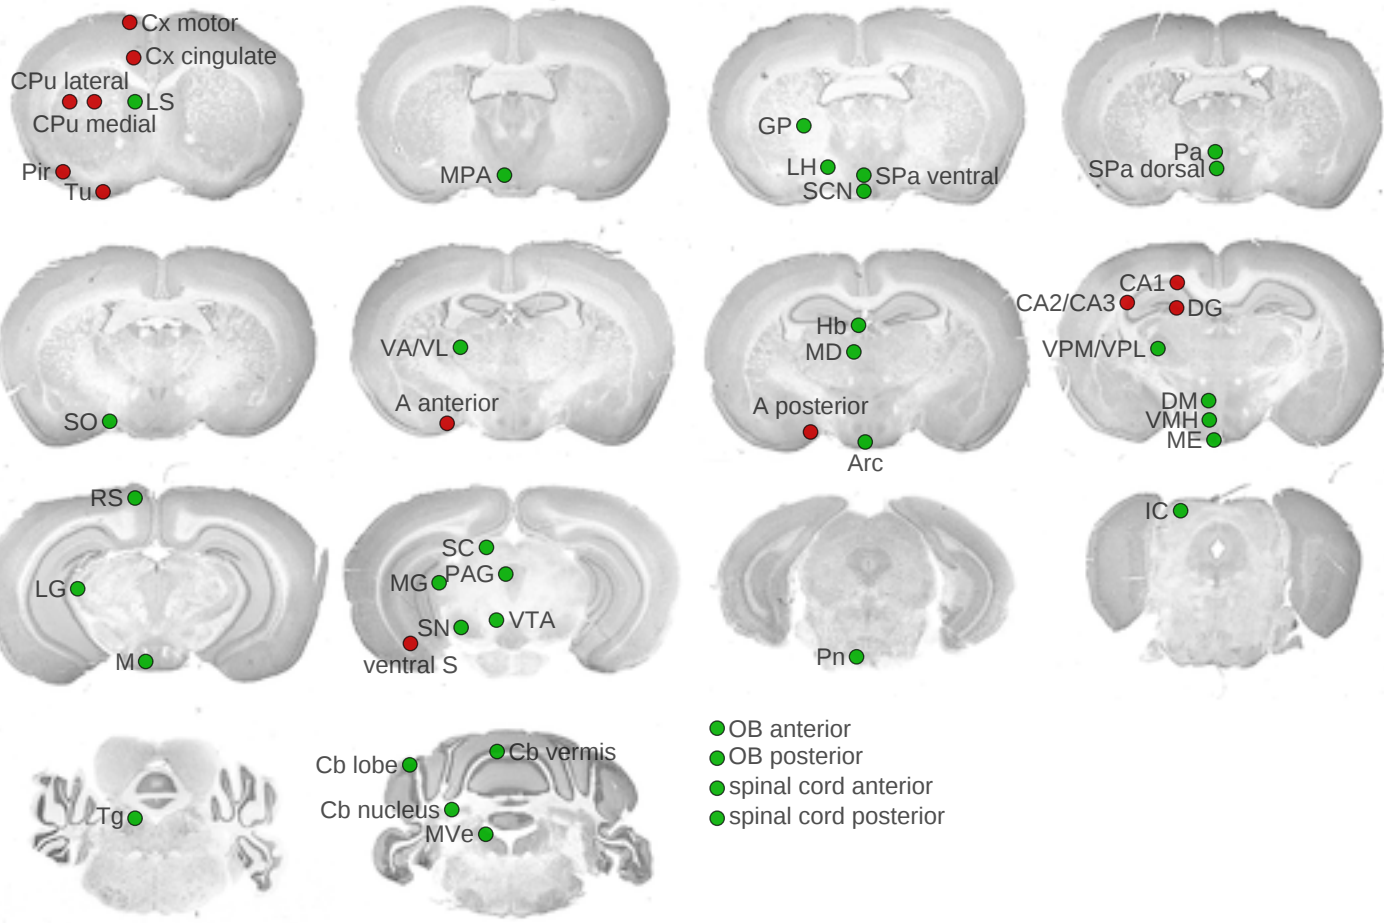 Cx motor
Cx cingulate
CPu lateral
LS
CPu medial
Pir
Tu
MPA
GP
LH
SPa ventral
SCN
Pa
SPa dorsal
SO
VA/VL
A anterior
Hb
MD
A posterior
Arc
CA1
CA2/CA3
DG
VPM/VPL
DM
VMH
ME
RS
LG
M
SC
MG
PAG
SN
VTA
ventral S
Pn
IC
Tg
Cb lobe
Cb vermis
Cb nucleus
MVe
OB anterior
OB posterior
spinal cord anterior
spinal cord posterior